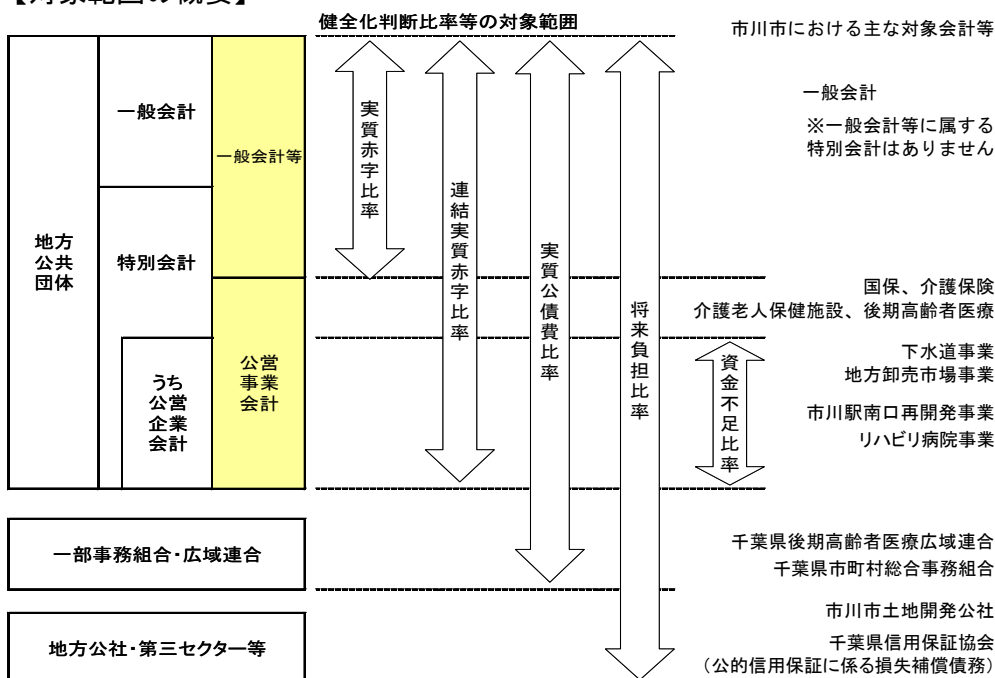 【対象範囲の概要】
健全化判断比率等の対象範囲
市川市における主な対象会計等
地方
公共
団体
一般会計
特別会計
うち
公営
企業
会計
一般会計等
公営
事業
会計
実質赤字比率
連結実質赤字比率
実質公債費比率
将来負担比率
資金不足比率
一般会計
※一般会計等に属する
特別会計はありません
国保、介護保険
介護老人保健施設、後期高齢者医療
下水道事業
地方卸売市場事業
市川駅南口再開発事業
リハビリ病院事業
一部事務組合・広域連合
千葉県後期高齢者医療広域連合
千葉県市町村総合事務組合
地方公社・第三セクター等
市川市土地開発公社
千葉県信用保証協会
（公的信用保証に係る損失補償債務）